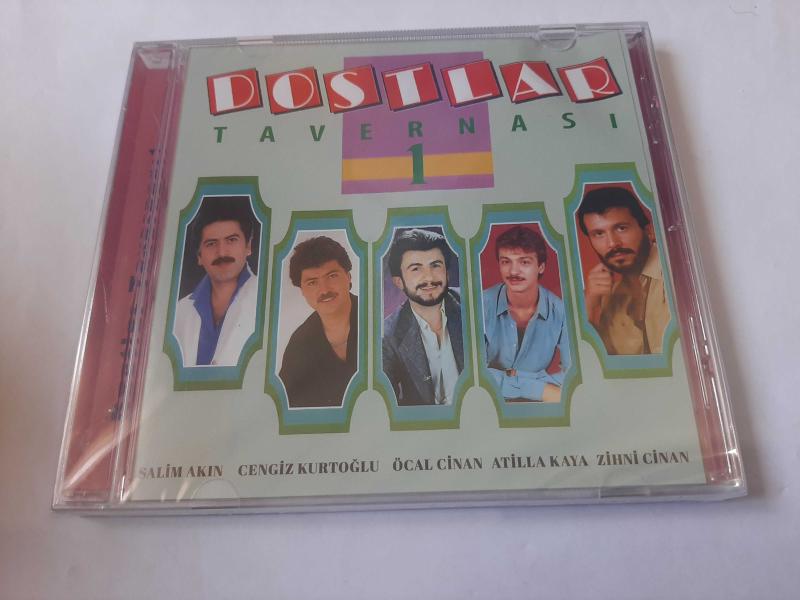 DOSTLAR
TAVERNASI
1
SALİM AKIN CENGİZ KURTOĞLU ÖCAL CİNAN ATİLLA KAYA ZİHNİ CİNAN